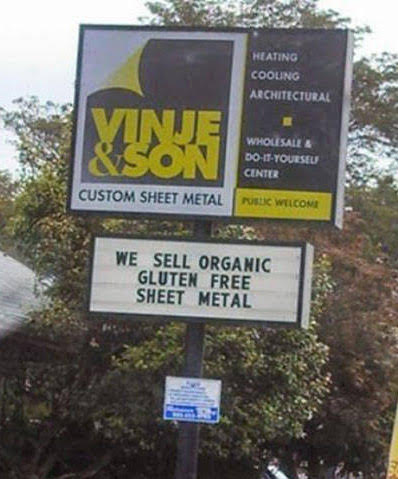 VINJE
&SON
CUSTOM SHEET METAL
HEATING
COOLING
ARCHITECTURAL
WHOLESALE &
DO-IT-YOURSELF
CENTER
PUBLIC WELCOME
WE SELL ORGANIC
GLUTEN FREE
SHEET METAL